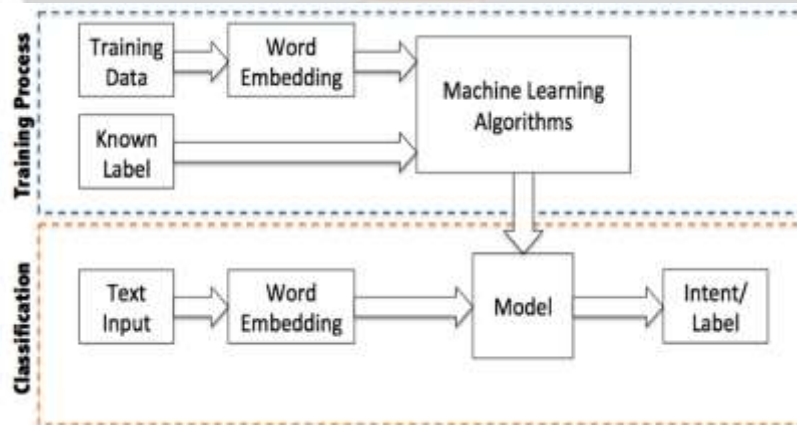 Training Process
Training
Data
Word
Embedding
Machine Learning
Algorithms
Known
Label
Classification
Text
Input
Word
Embedding
Model
Intent/
Label